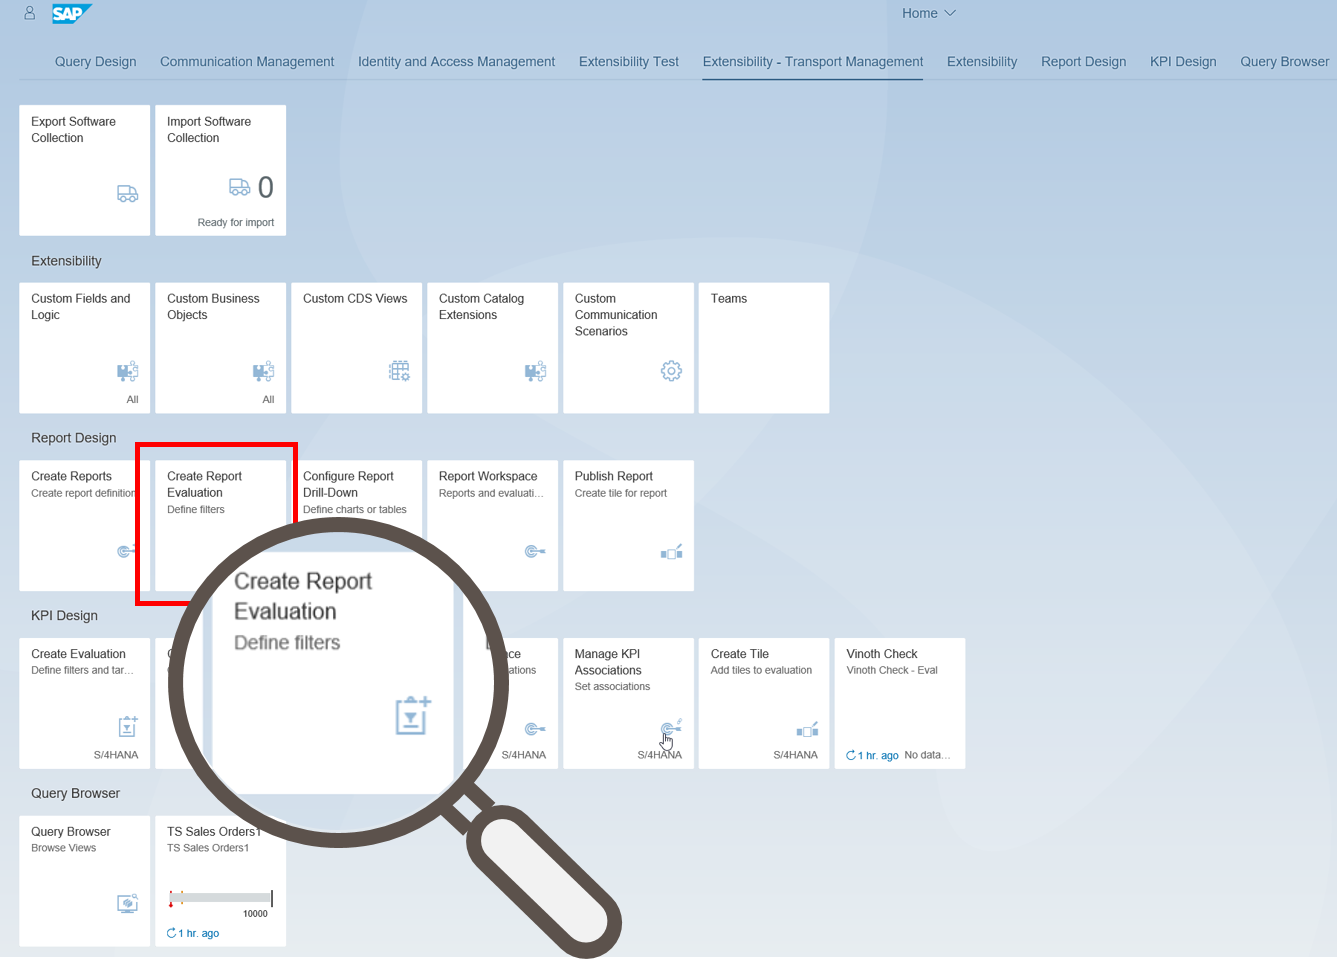 SAP
Home
Query Design
Communication Management
Identity and Access Management
Extensibility Test
Extensibility - Transport Management
Extensibility
Report Design
KPI Design
Query Browser
Export Software
Collection
Import Software
Collection
0
Ready for import
Extensibility
Custom Fields and
Logic
All
Custom Business
Objects
All
Custom CDS Views
Custom Catalog
Extensions
Custom
Communication
Scenarios
Teams
Report Design
Create Reports
Create report definition
Create Report
Evaluation
Define filters
Configure Report
Drill-Down
Define charts or tables
Report Workspace
Reports and evaluati...
Publish Report
Create tile for report
Create Report
Evaluation
Define filters
KPI Design
Create Evaluation
Define filters and tar...
S/4HANA
S/4HANA
Manage KPI
Associations
Set associations
S/4HANA
Create Tile
Add tiles to evaluation
S/4HANA
Vinoth Check
Vinoth Check - Eval
1 hr. ago No data...
Query Browser
Query Browser
Browse Views
TS Sales Orders1
TS Sales Orders1
10000
1 hr. ago